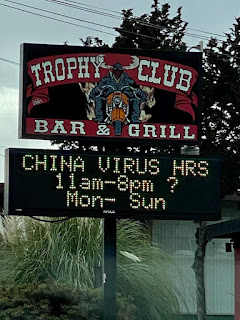 TROPHY CLUB
BAR & GRILL
CHINA VIRUS HRS
11am-8pm ?
Mon- Sun